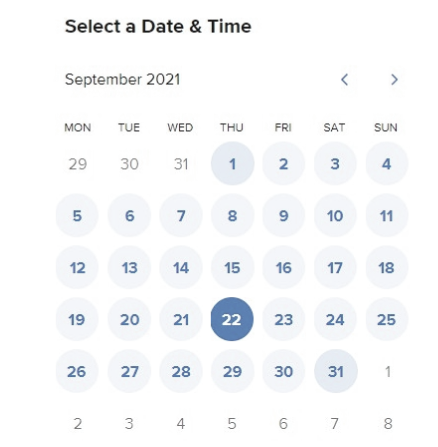 Select a Date & Time
September 2021
MON TUE WED THU FRI SAT SUN
29 30 31 1 2 3 4
5 6 7 8 9 10 11
12 13 14 15 16 17 18
19 20 21 22 23 24 25
26 27 28 29 30 31 1
2 3 4 5 6 7 8